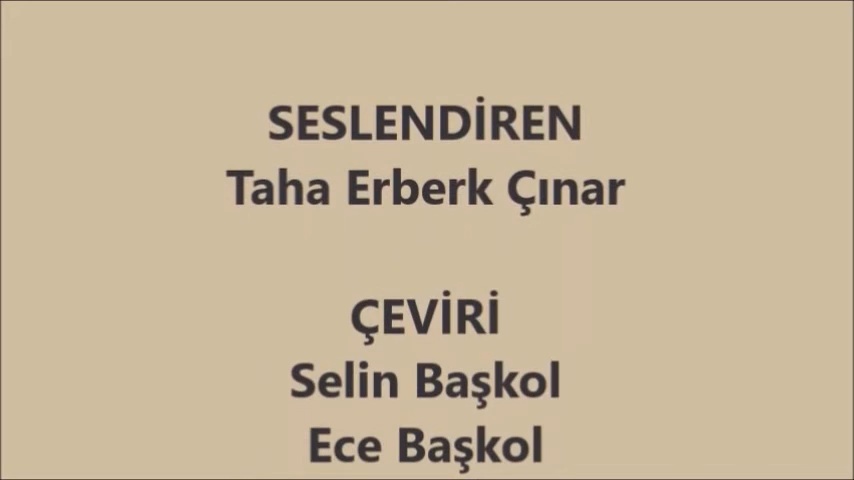 SESLENDİREN
Taha Erberk Çınar
ÇEVİRİ
Selin Başkol
Ece Başkol